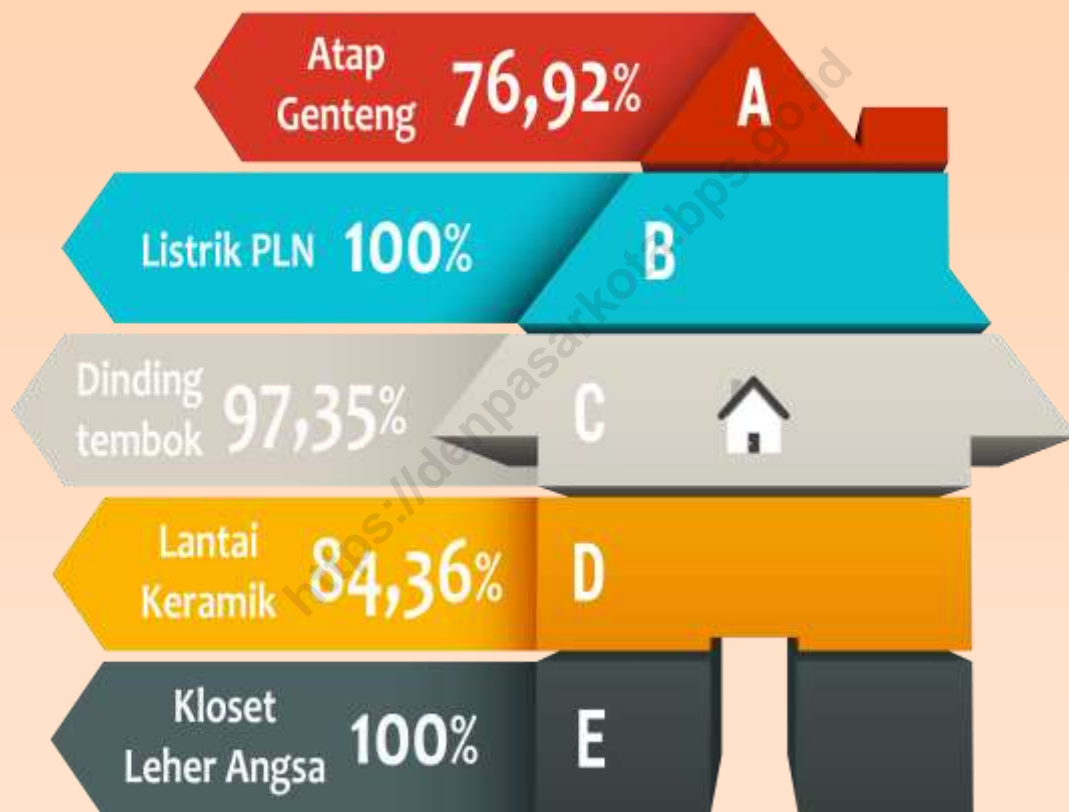 Atap
Genteng
76,92%
A
Listrik PLN
100%
B
Dinding
tembok
97,35%
C
Lantai
Keramik
84,36%
D
Kloset
Leher Angsa
100%
E
https://denpasarkota.bps.go.id